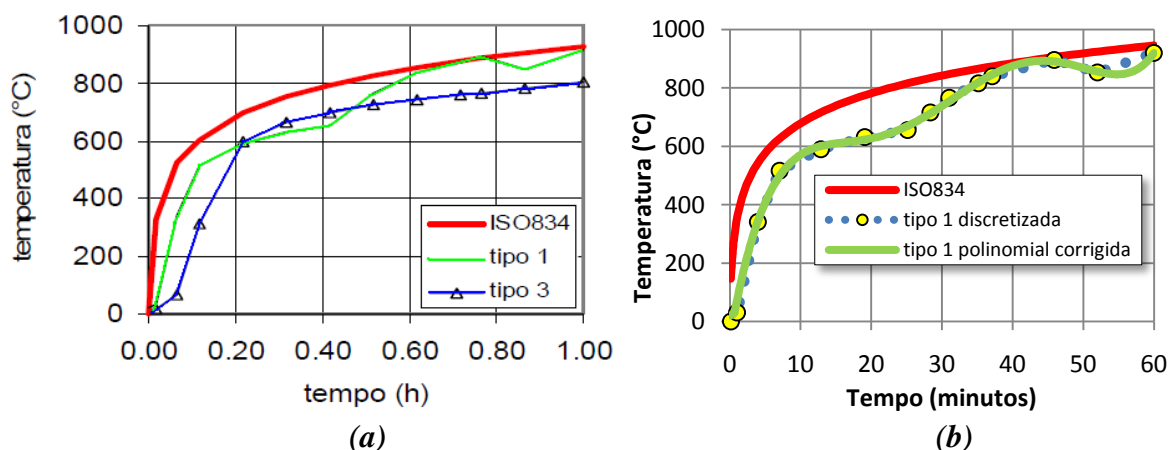 1000
800
600
400
200
0
temperatura (°C)
ISO834
tipo 1
tipo 3
0.00 0.20 0.40 0.60 0.80 1.00
tempo (h)
(a)
1000
800
600
400
200
0
Temperatura (°C)
ISO834
tipo 1 discretizada
tipo 1 polinomial corrigida
0 10 20 30 40 50 60
Tempo (minutos)
(b)